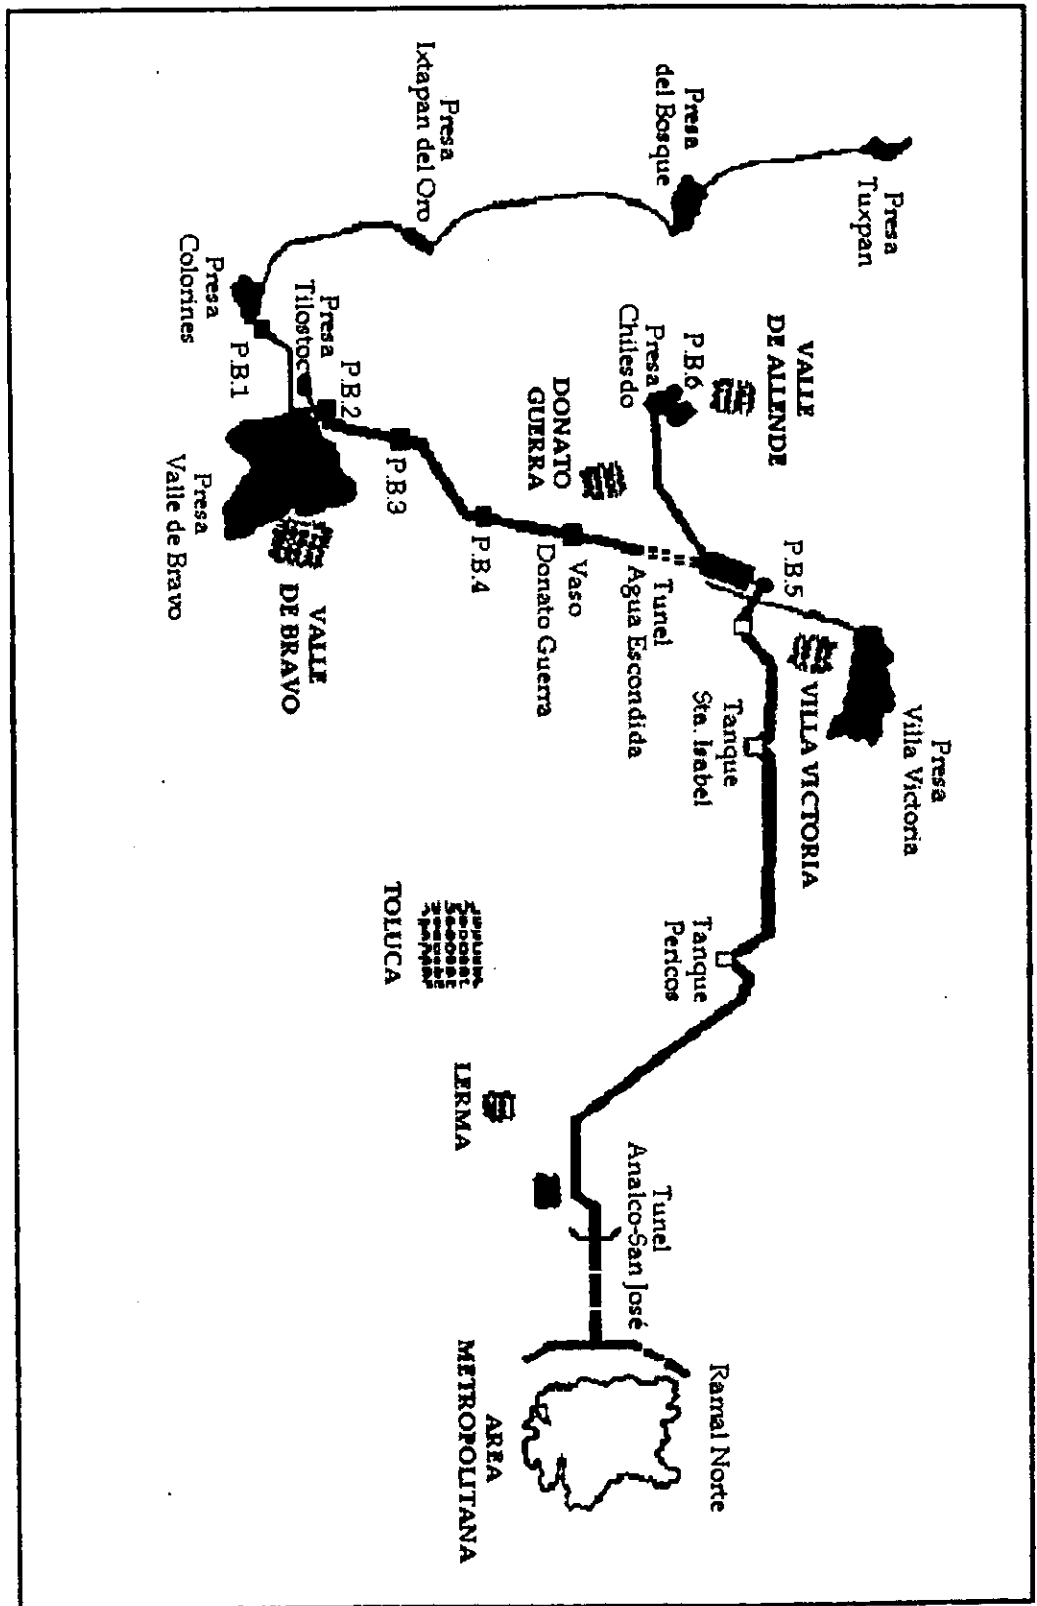 Presa
Tuxpan
Presa
del Bosque
Presa
Ixtapan del Oro
Presa
Colorines
P.B.1
Presa
Tilostoc
P.B.2
P.B.3
Presa
Valle de Bravo
VALLE
DE BRAVO
P.B.4
Vaso
Donato Guerra
Tunel
Agua Escondida
DONATO
GUERRA
Presa
Chilesdo
P.B.6
VALLE
DE ALLENDE
P.B.5
Presa
Villa Victoria
VILLA VICTORIA
Tanque
Sta. Isabel
Tanque
Pericos
TOLUCA
LERMA
Tunel
Analco-San José
Ramal Norte
AREA
METROPOLITANA